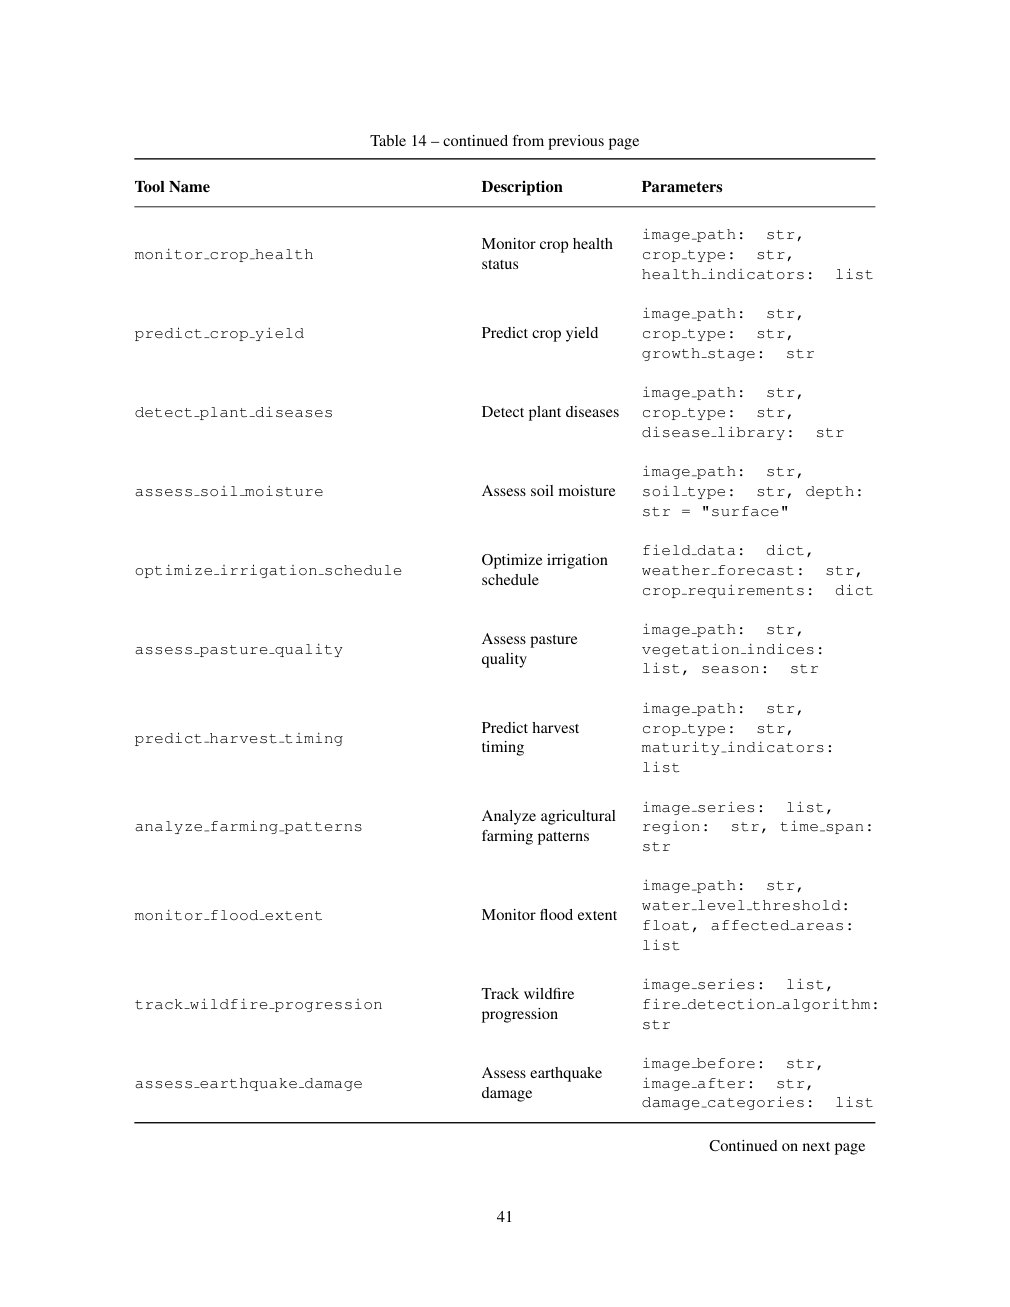 Table 14 – continued from previous page
Tool Name Description Parameters
monitor_crop_health
Monitor crop health
status
image_path: str,
crop_type: str,
health_indicators: list
predict_crop_yield
Predict crop yield
image_path: str,
crop_type: str,
growth_stage: str
detect_plant_diseases
Detect plant diseases
image_path: str,
crop_type: str,
disease_library: str
assess_soil_moisture
Assess soil moisture
image_path: str,
soil_type: str, depth:
str = "surface"
optimize_irrigation_schedule
Optimize irrigation
schedule
field_data: dict,
weather_forecast: str,
crop_requirements: dict
assess_pasture_quality
Assess pasture
quality
image_path: str,
vegetation_indices:
list, season: str
predict_harvest_timing
Predict harvest
timing
image_path: str,
crop_type: str,
maturity_indicators:
list
analyze_farming_patterns
Analyze agricultural
farming patterns
image_series: list,
region: str, time_span:
str
monitor_flood_extent
Monitor flood extent
image_path: str,
water_level_threshold:
float, affected_areas:
list
track_wildfire_progression
Track wildfire
progression
image_series: list,
fire_detection_algorithm:
str
assess_earthquake_damage
Assess earthquake
damage
image_before: str,
image_after: str,
damage_categories: list
Continued on next page
41